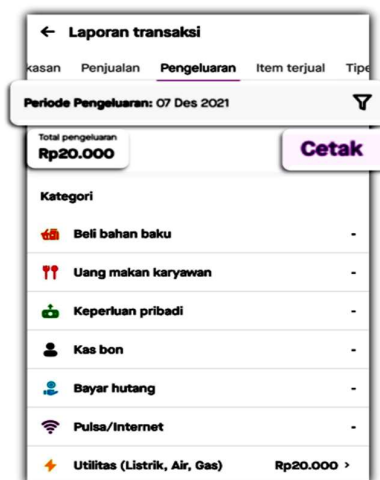 ← Laporan transaksi
kasan Penjualan Pengeluaran Item terjual Tipe
Periode Pengeluaran: 07 Des 2021
Total pengeluaran
Rp20.000
Cetak
Kategori
Beli bahan baku -
Uang makan karyawan -
Keperluan pribadi -
Kas bon -
Bayar hutang -
Pulsa/Internet -
Utilitas (Listrik, Air, Gas) Rp20.000 >